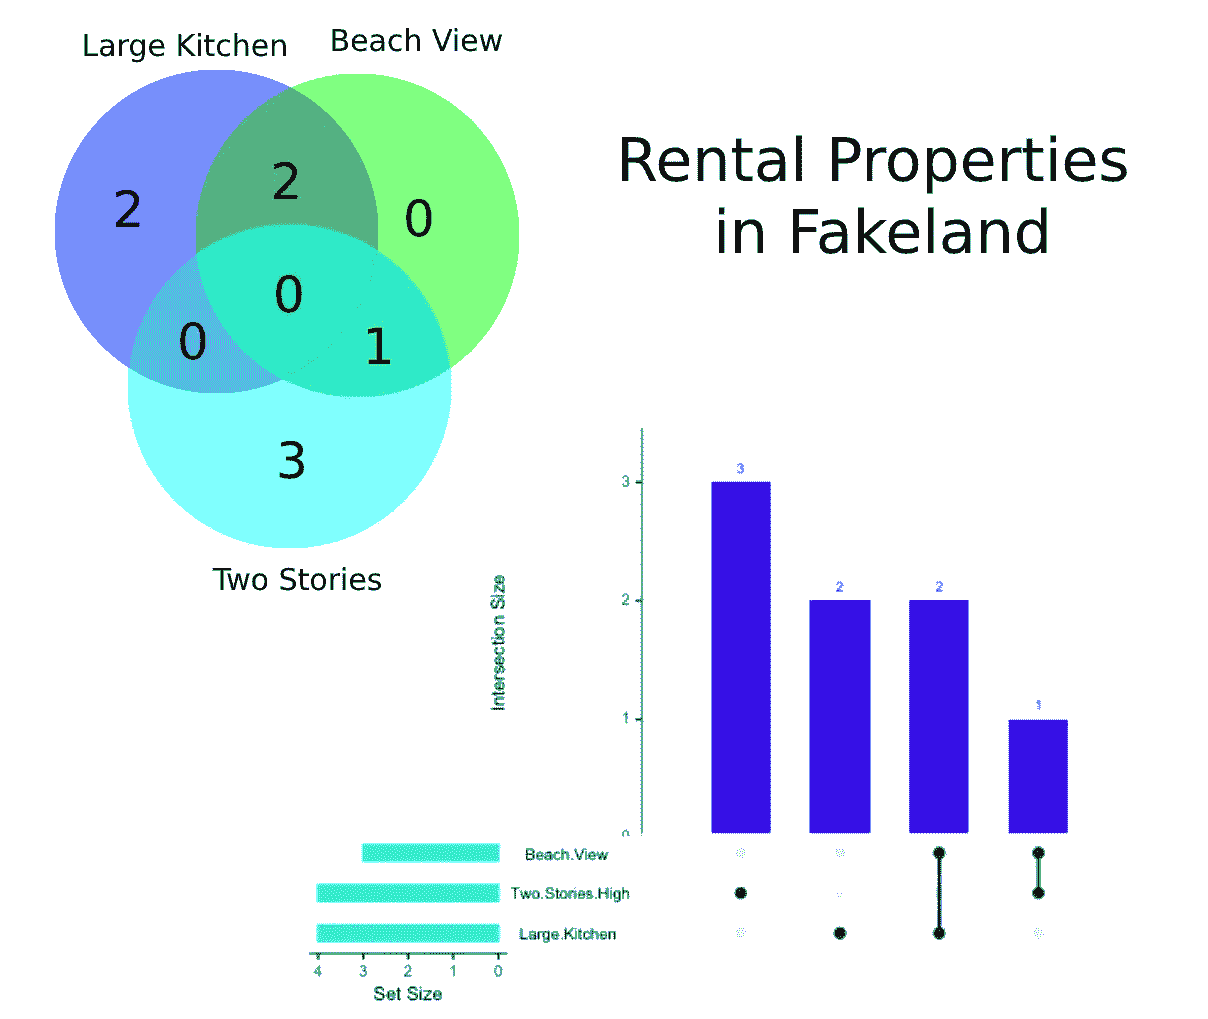 Large Kitchen
Beach View
2
2
0
0
0
1
3
Two Stories
Rental Properties
in Fakeland
Intersection Size
3
2
1
0
3
2
2
1
Beach.View
Two.Stories.High
Large.Kitchen
4 3 2 1 0
Set Size